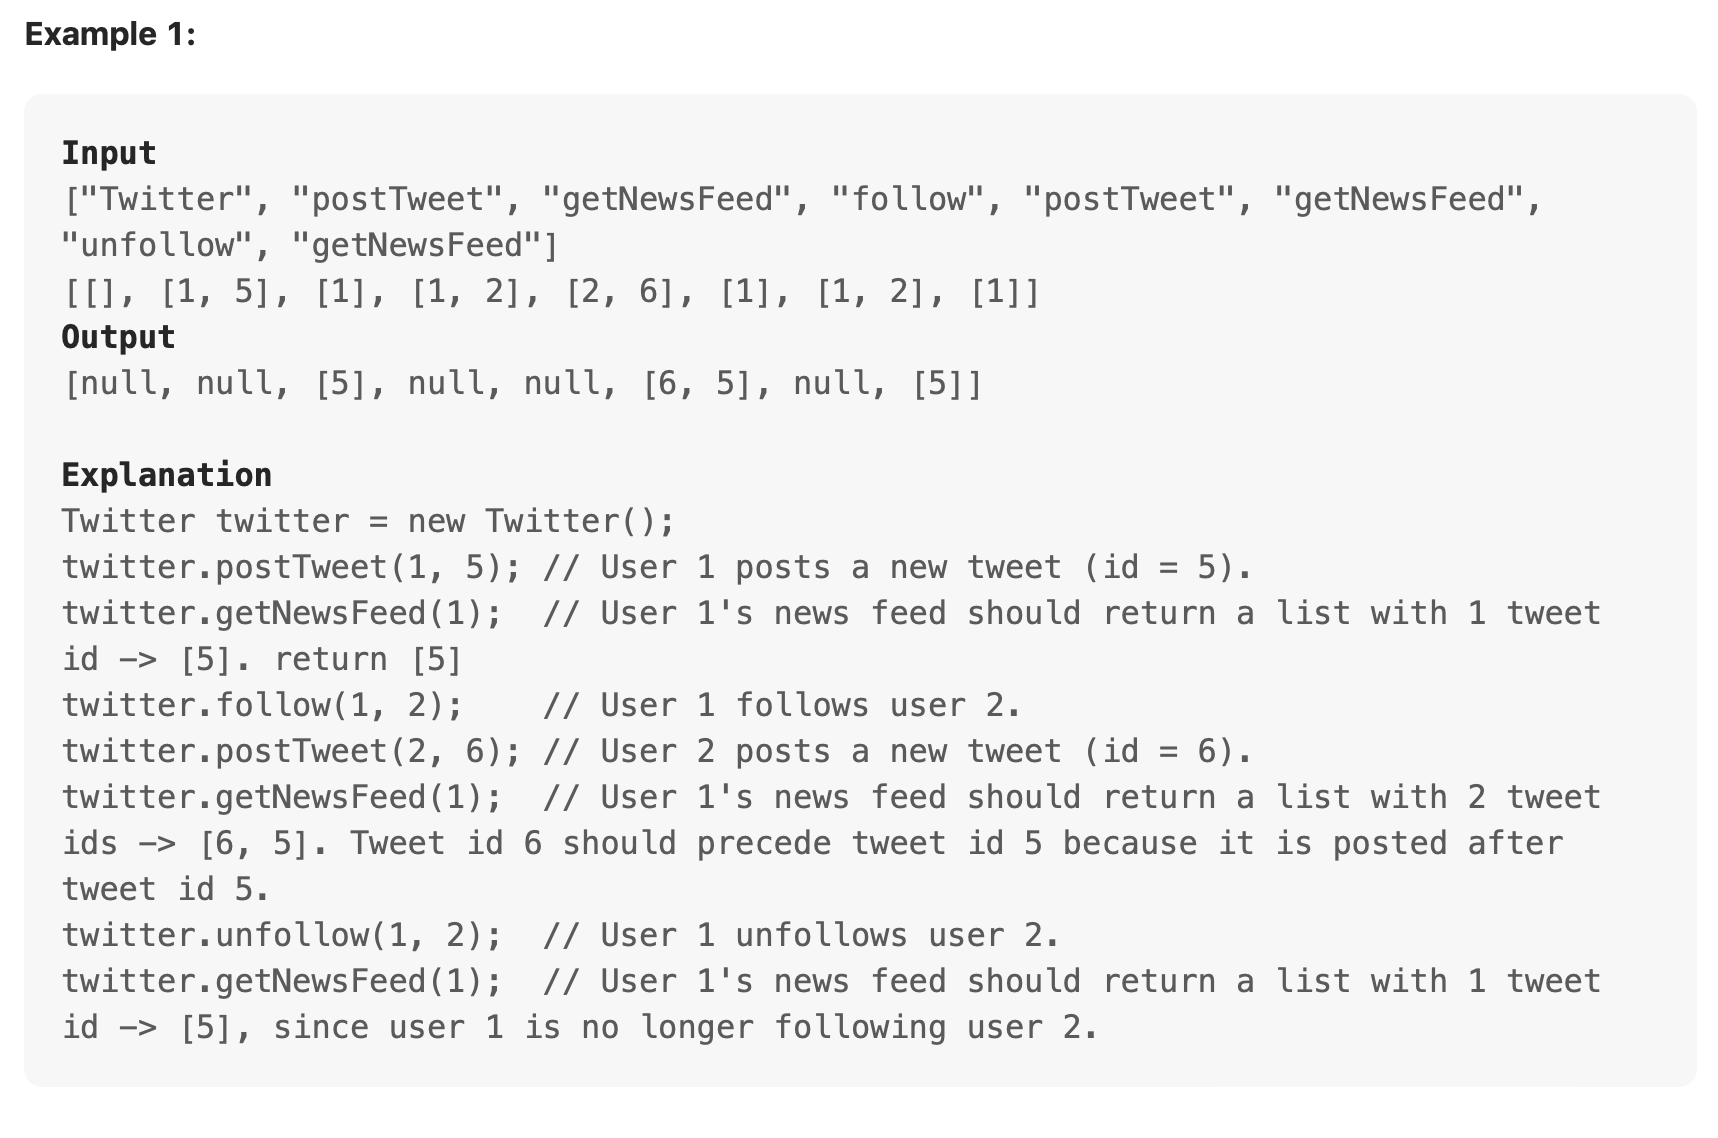 Example 1:
Input
["Twitter", "postTweet", "getNewsFeed", "follow", "postTweet", "getNewsFeed",
"unfollow", "getNewsFeed"]
[[], [1, 5], [1], [1, 2], [2, 6], [1], [1, 2], [1]]
Output
[null, null, [5], null, null, [6, 5], null, [5]]
Explanation
Twitter twitter = new Twitter();
twitter.postTweet(1, 5); // User 1 posts a new tweet (id = 5).
twitter.getNewsFeed(1);  // User 1's news feed should return a list with 1 tweet
id -> [5]. return [5]
twitter.follow(1, 2);    // User 1 follows user 2.
twitter.postTweet(2, 6); // User 2 posts a new tweet (id = 6).
twitter.getNewsFeed(1);  // User 1's news feed should return a list with 2 tweet
ids -> [6, 5]. Tweet id 6 should precede tweet id 5 because it is posted after
tweet id 5.
twitter.unfollow(1, 2);  // User 1 unfollows user 2.
twitter.getNewsFeed(1);  // User 1's news feed should return a list with 1 tweet
id -> [5], since user 1 is no longer following user 2.